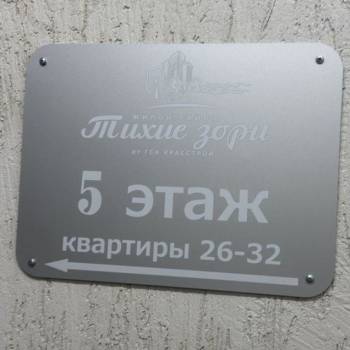 Тихие зори
5 этаж
квартиры 26-32